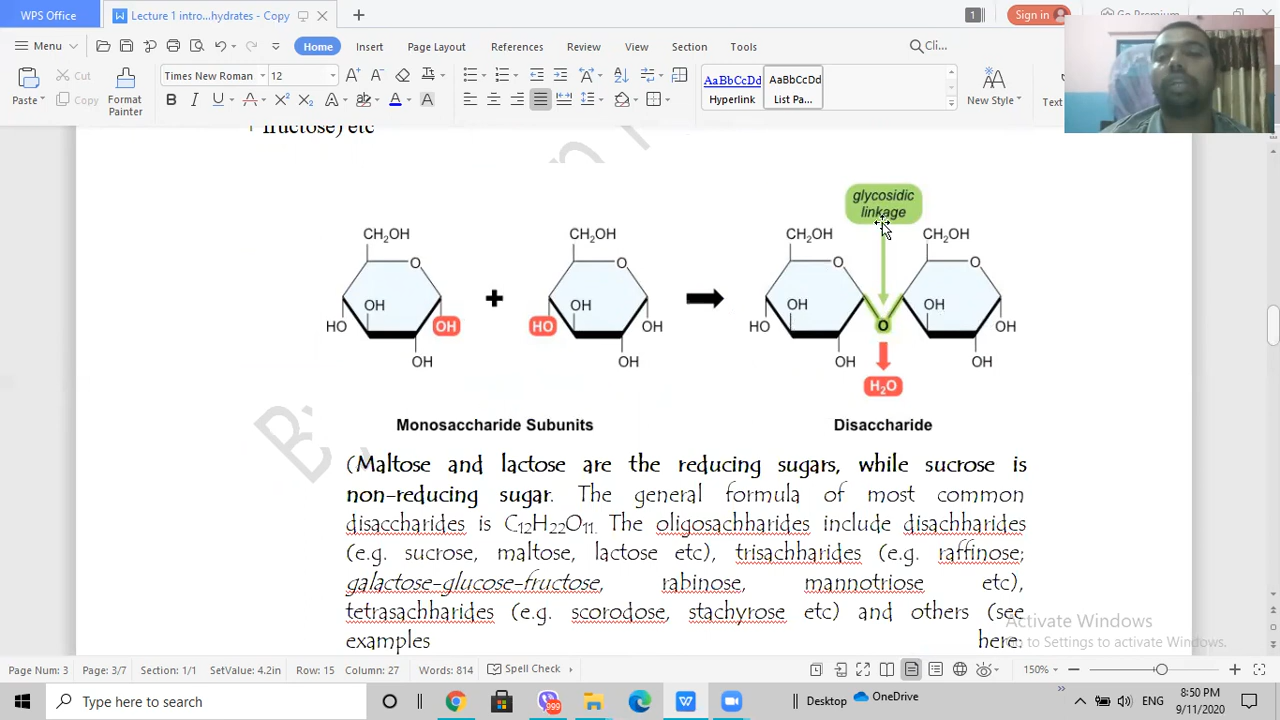 WPS Office
Lecture 1 intro...hydrates - Copy
1
Sign in
Go Premium
Menu
Home
Insert
Page Layout
References
Review
View
Section
Tools
Cli...
Paste
Cut
Copy
Format
Painter
Times New Roman
12
AaBbCcDd
Hyperlink
AaBbCcDd
List Pa...
New Style
Text
+ fructose) etc
glycosidic
linkage
CH2OH CH2OH CH2OH CH2OH
O O O O
OH OH OH OH
HO OH HO OH HO O OH
OH OH OH OH
H2O
Monosaccharide Subunits Disaccharide
(Maltose and lactose are the reducing sugars, while sucrose is
non-reducing sugar. The general formula of most common
disaccharides is C12H22O11. The oligosachharides include disachharides
(e.g. sucrose, maltose, lactose etc), trisachharides (e.g. raffinose;
galactose-glucose-fructose, rabinose, mannotriose etc),
tetrasachharides (e.g. scorodose, stachyrose etc) and others (see
examples here:
Activate Windows
Go to Settings to activate Windows.
Page Num: 3 Page: 3/7 Section: 1/1 SetValue: 4.2in Row: 15 Column: 27 Words: 814 Spell Check 150%
Type here to search
999
Desktop
OneDrive
ENG
8:50 PM
9/11/2020